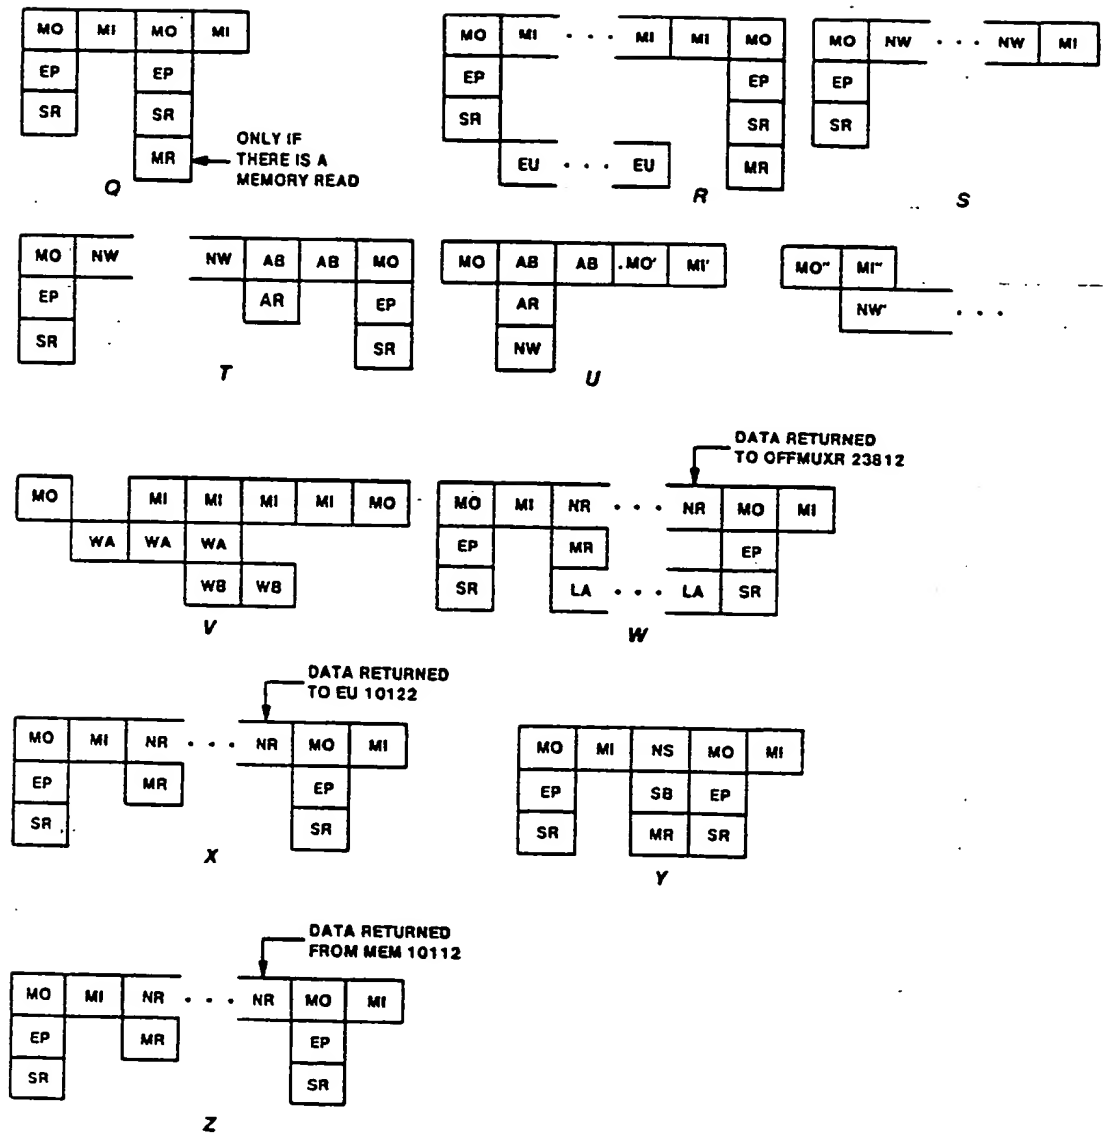 MO MI MO MI
EP EP
SR SR
MR
ONLY IF
THERE IS A
MEMORY READ
Q
MO MI · · · MI MI MO
EP EP
SR SR
EU · · · EU MR
R
MO NW · · · NW MI
EP
SR
S
MO NW NW AB AB MO
EP AR EP
SR SR
T
MO AB AB .MO' MI'
AR
NW
U
MO" MI"
NW' · · ·
MO MI MI MI MI MO
WA WA WA
WB WB
V
DATA RETURNED
TO OFFMUXR 23812
MO MI NR · · · NR MO MI
EP MR EP
SR LA · · · LA SR
W
DATA RETURNED
TO EU 10122
MO MI NR · · · NR MO MI
EP MR EP
SR SR
X
MO MI NS MO MI
EP SB EP
SR MR SR
Y
DATA RETURNED
FROM MEM 10112
MO MI NR · · · NR MO MI
EP MR EP
SR SR
Z